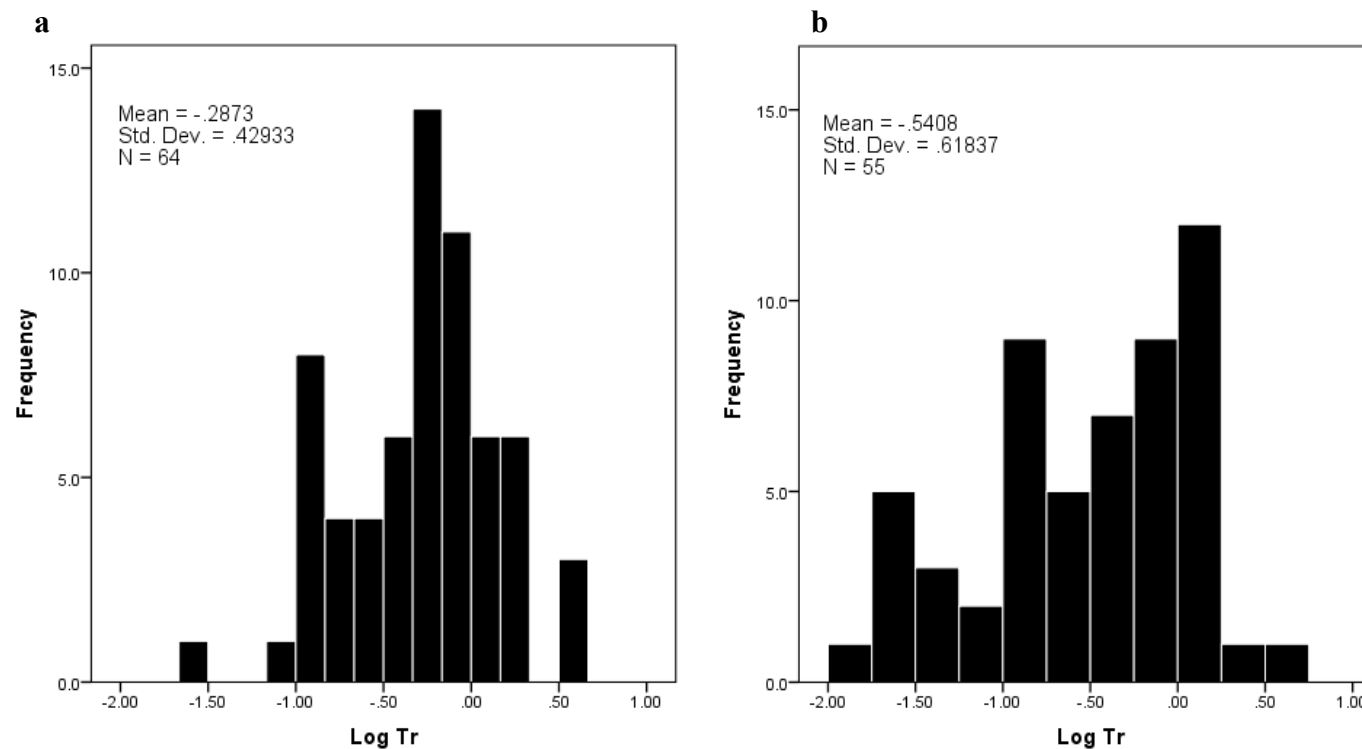 a
15.0
10.0
5.0
0.0
Frequency
Mean = -.2873
Std. Dev. = .42933
N = 64
-2.00 -1.50 -1.00 -.50 .00 .50 1.00
Log Tr
b
15.0
10.0
5.0
0.0
Frequency
Mean = -.5408
Std. Dev. = .61837
N = 55
-2.00 -1.50 -1.00 -.50 .00 .50 1.00
Log Tr